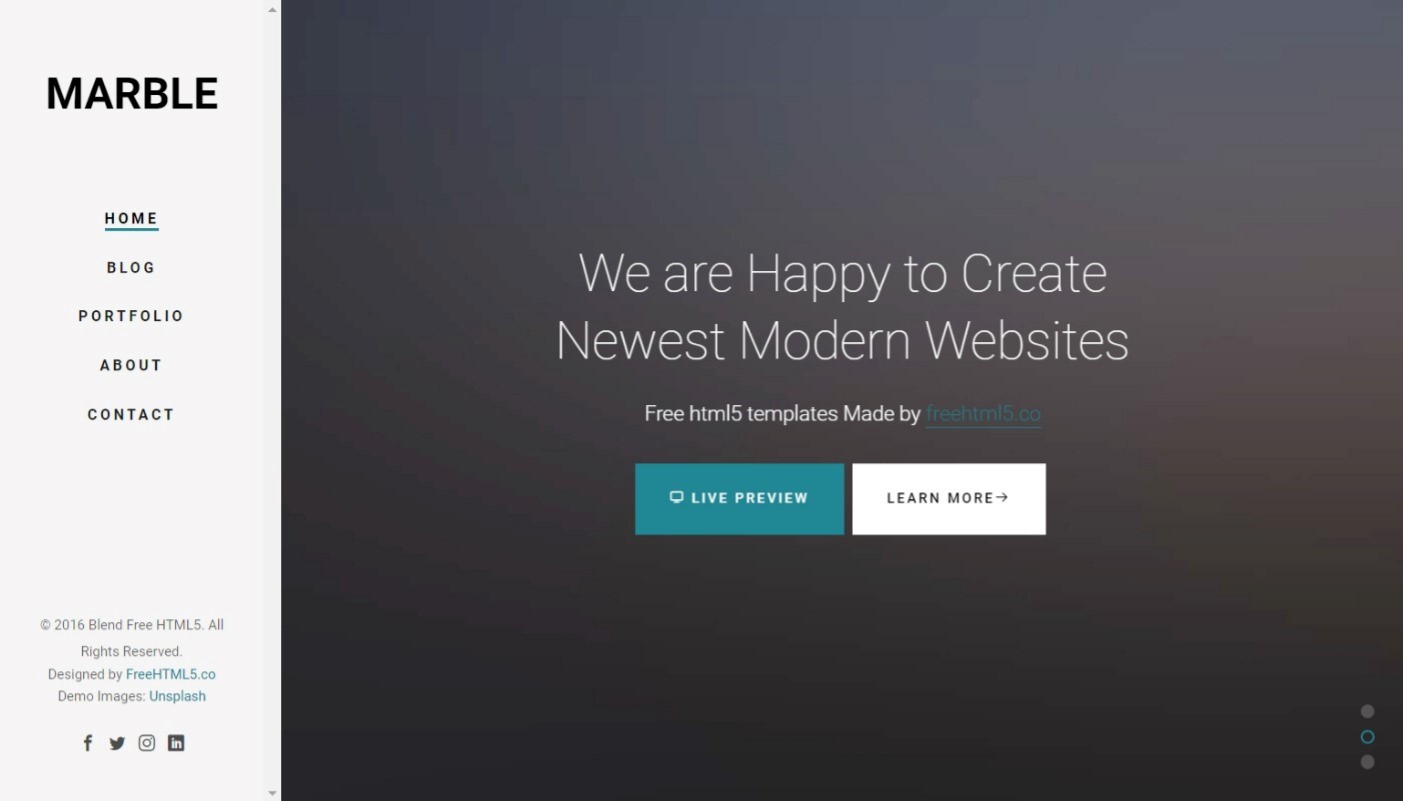 MARBLE
HOME
BLOG
PORTFOLIO
ABOUT
CONTACT
© 2016 Blend Free HTML5. All
Rights Reserved.
Designed by FreeHTML5.co
Demo Images: Unsplash
We are Happy to Create
Newest Modern Websites
Free html5 templates Made by freehtml5.co
LIVE PREVIEW
LEARN MORE→